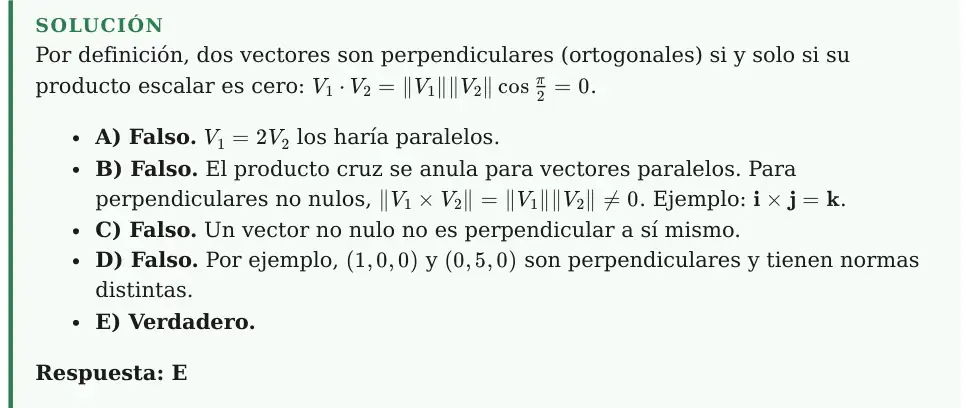 SOLUCIÓN
Por definición, dos vectores son perpendiculares (ortogonales) si y solo si su
producto escalar es cero: V₁ · V₂ = ‖V₁‖‖V₂‖ cos π/2 = 0.
• A) Falso. V₁ = 2V₂ los haría paralelos.
• B) Falso. El producto cruz se anula para vectores paralelos. Para
perpendiculares no nulos, ‖V₁ × V₂‖ = ‖V₁‖‖V₂‖ ≠ 0. Ejemplo: i × j = k.
• C) Falso. Un vector no nulo no es perpendicular a sí mismo.
• D) Falso. Por ejemplo, (1, 0, 0) y (0, 5, 0) son perpendiculares y tienen normas
distintas.
• E) Verdadero.
Respuesta: E